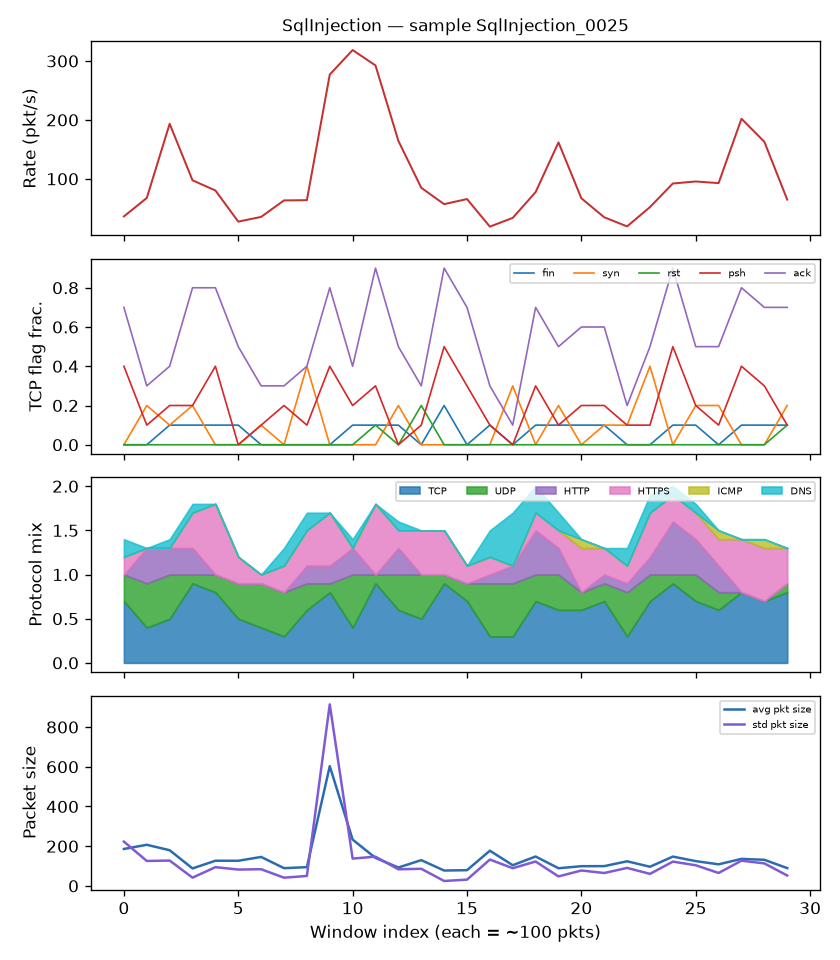 SqlInjection — sample SqlInjection_0025
Rate (pkt/s)
300
200
100
TCP flag frac.
0.8
0.6
0.4
0.2
0.0
fin syn rst psh ack
Protocol mix
2.0
1.5
1.0
0.5
0.0
TCP UDP HTTP HTTPS ICMP DNS
Packet size
800
600
400
200
0
avg pkt size
std pkt size
0 5 10 15 20 25 30
Window index (each = ~100 pkts)